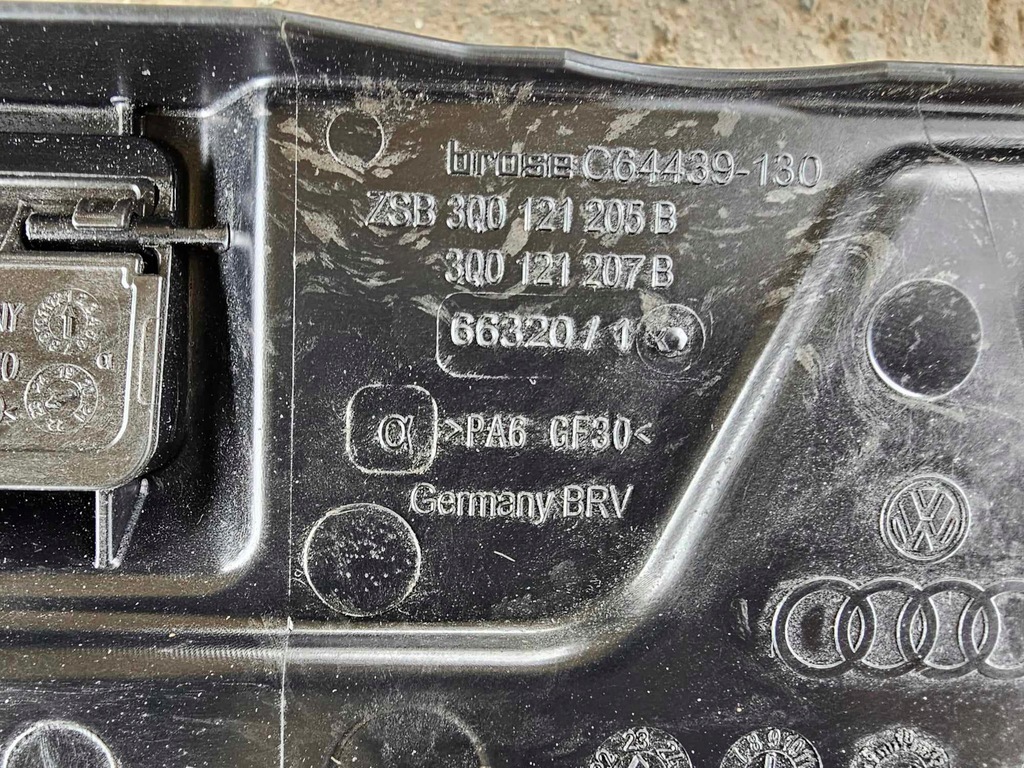 brose C64439-130
ZSB 3Q0 121 205 B
3Q0 121 207 B
66320/1
α >PA6 GF30<
Germany BRV